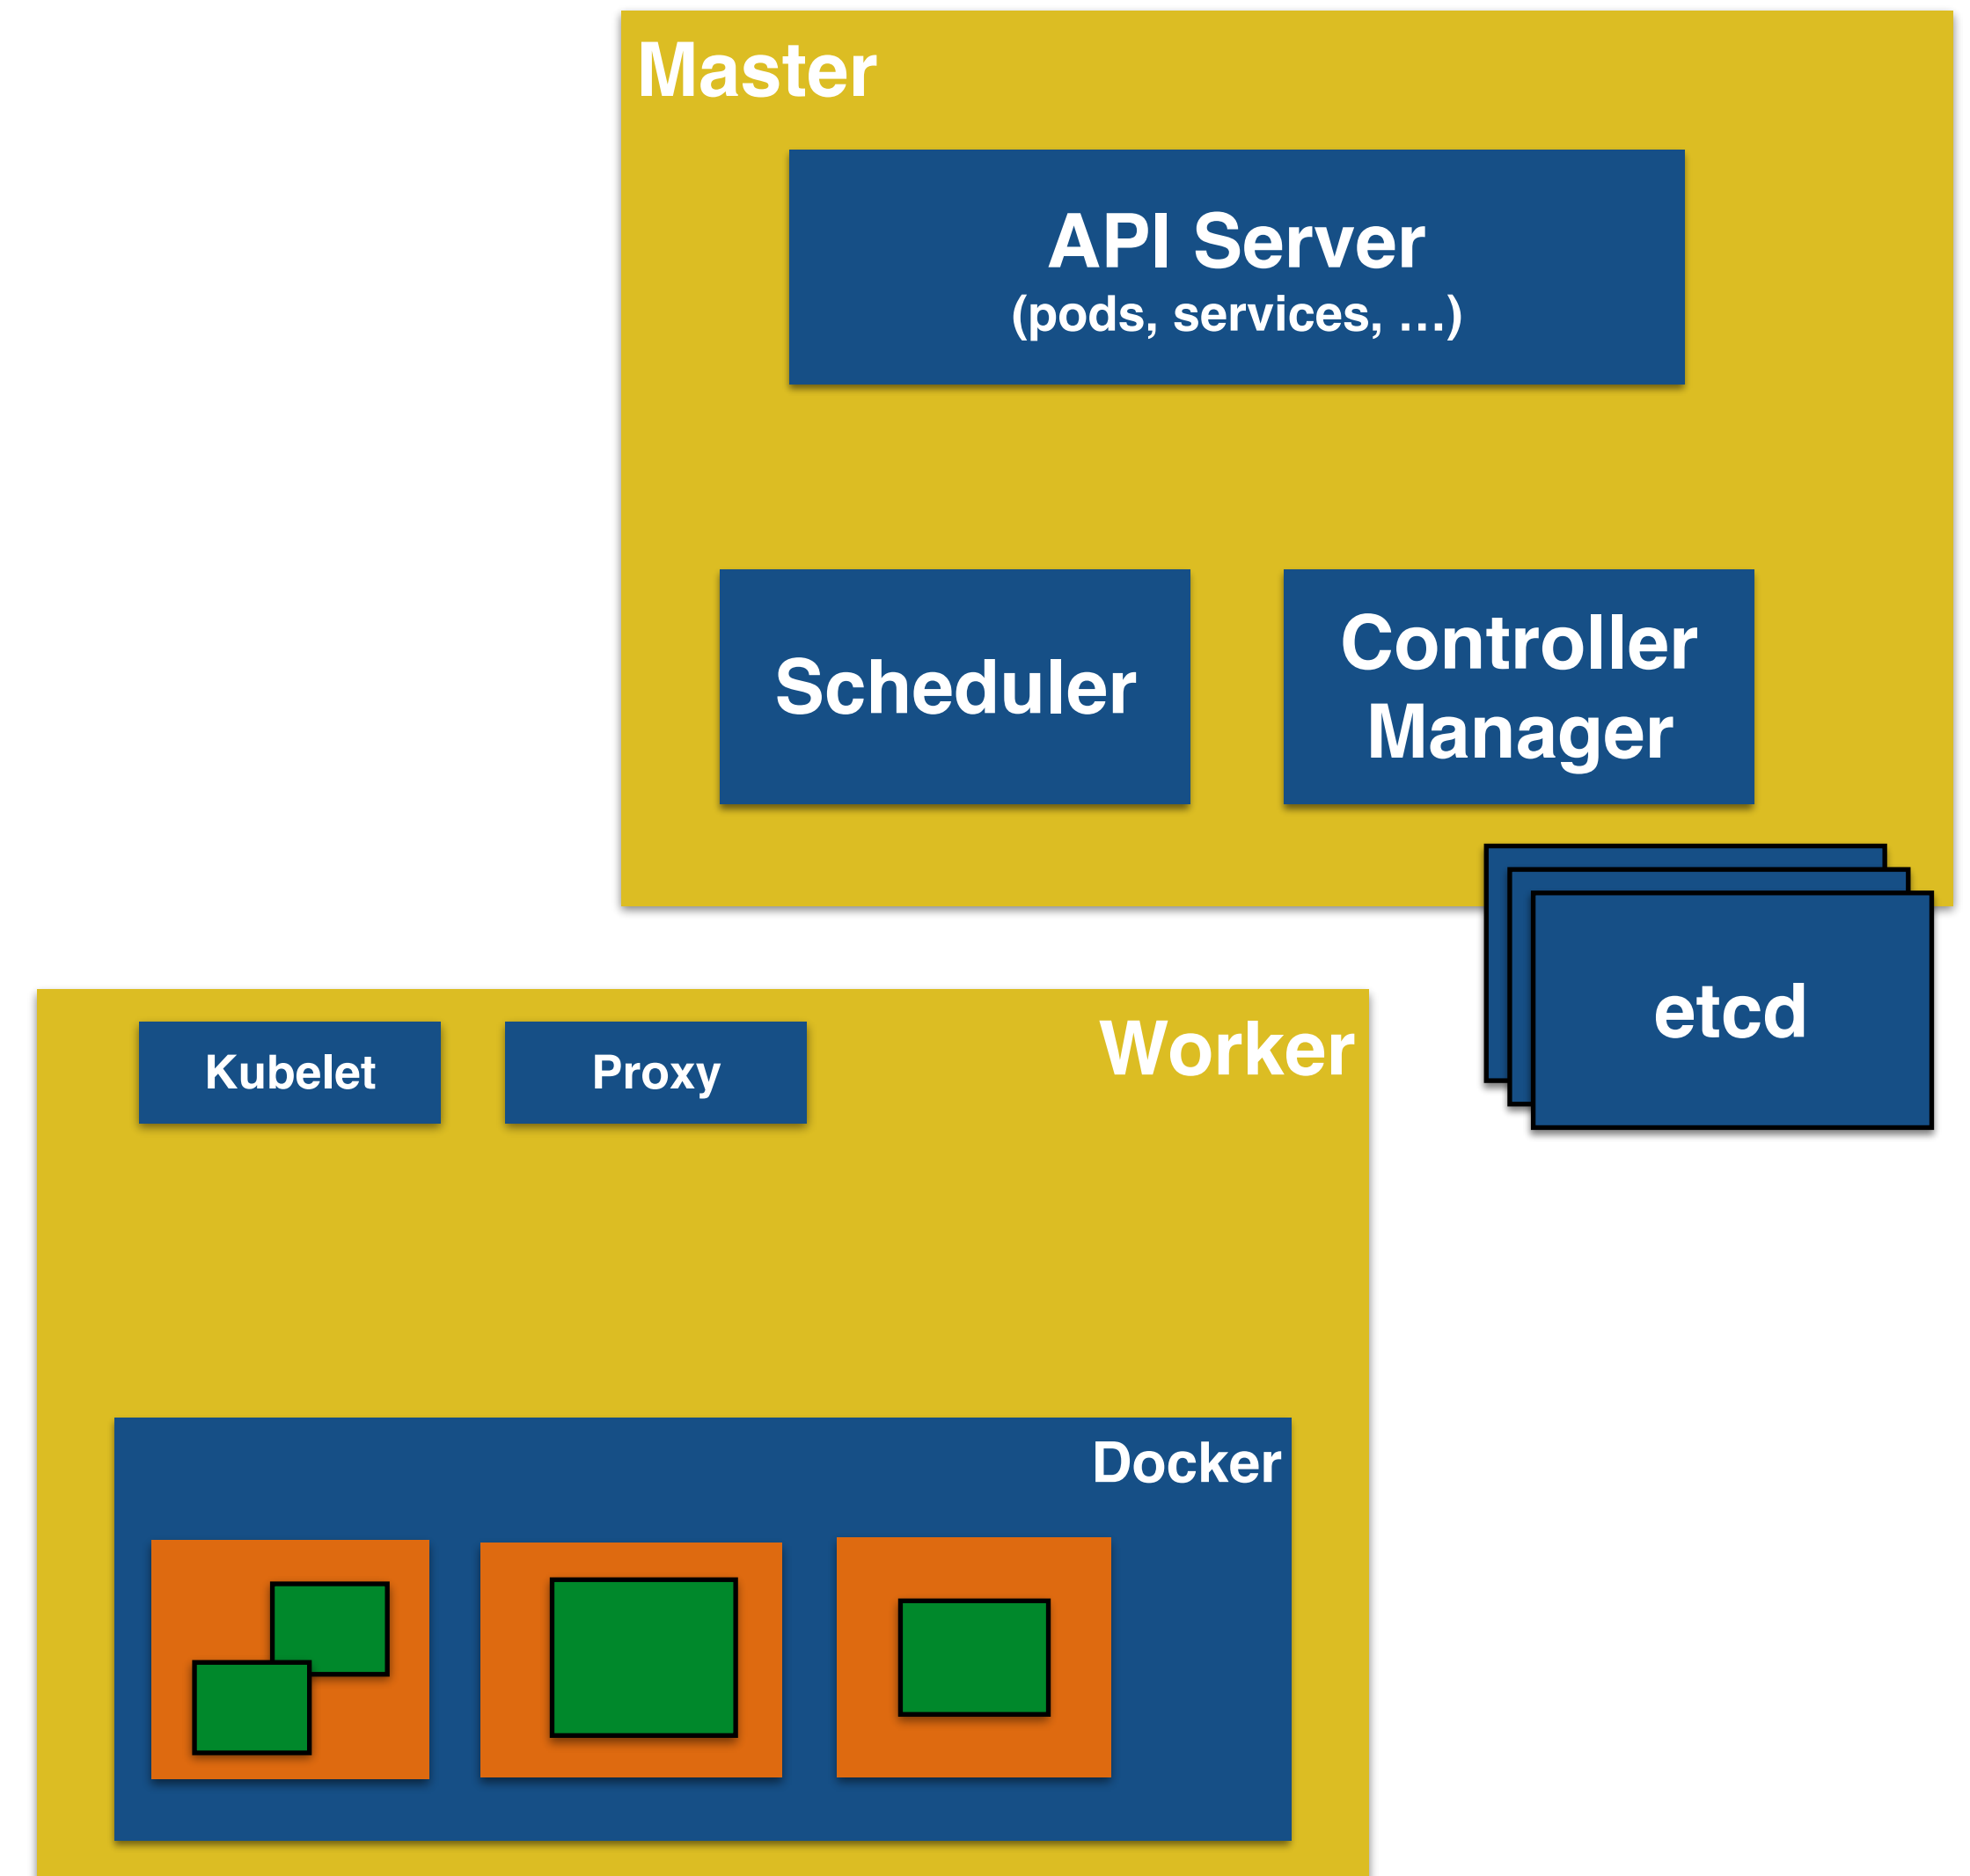 Master
API Server
(pods, services, ...)
Scheduler
Controller
Manager
etcd
Worker
Kubelet
Proxy
Docker